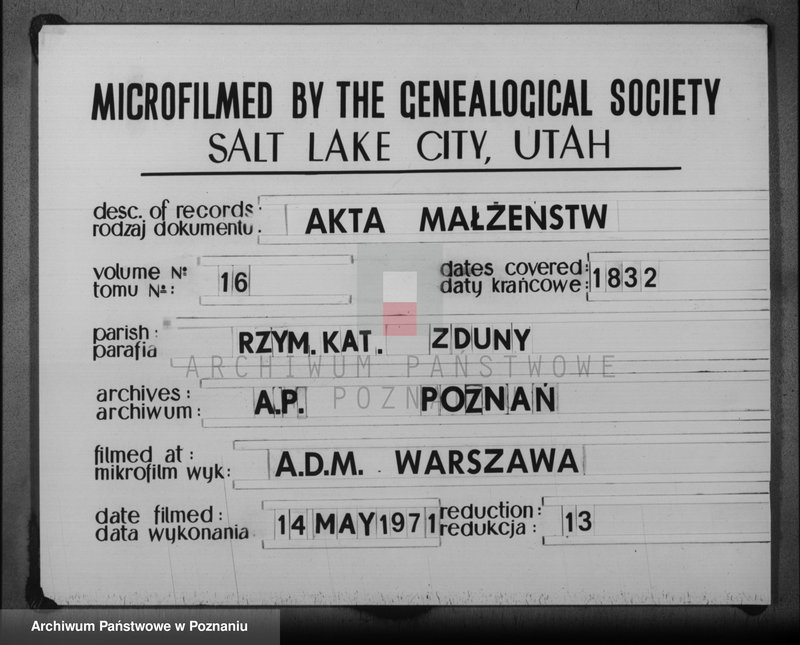 MICROFILMED BY THE GENEALOGICAL SOCIETY
SALT LAKE CITY, UTAH
desc. of records: AKTA MAŁŻEŃSTW
rodzaj dokumentu:
volume Nº 16 dates covered: 1832
tomu Nº: daty krańcowe:
parish: RZYM. KAT. ZDUNY
parafia
ARCHIWUM PAŃSTWOWE
archives: A.P. POZNAŃ
archiwum:
filmed at: A.D.M. WARSZAWA
mikrofilm wyk:
date filmed: 14 MAY 1971 reduction: 13
data wykonania redukcja:
Archiwum Państwowe w Poznaniu